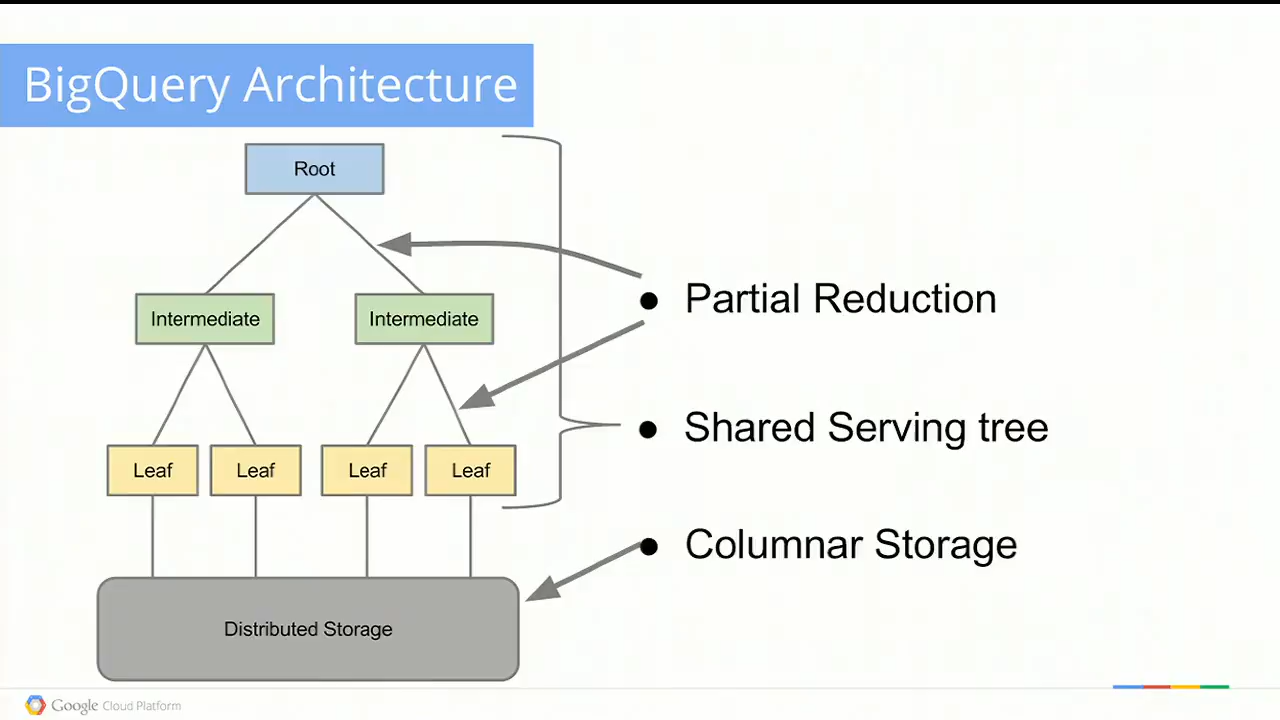 BigQuery Architecture
Root
Intermediate Intermediate
Leaf Leaf Leaf Leaf
Distributed Storage
● Partial Reduction
● Shared Serving tree
● Columnar Storage
Google Cloud Platform